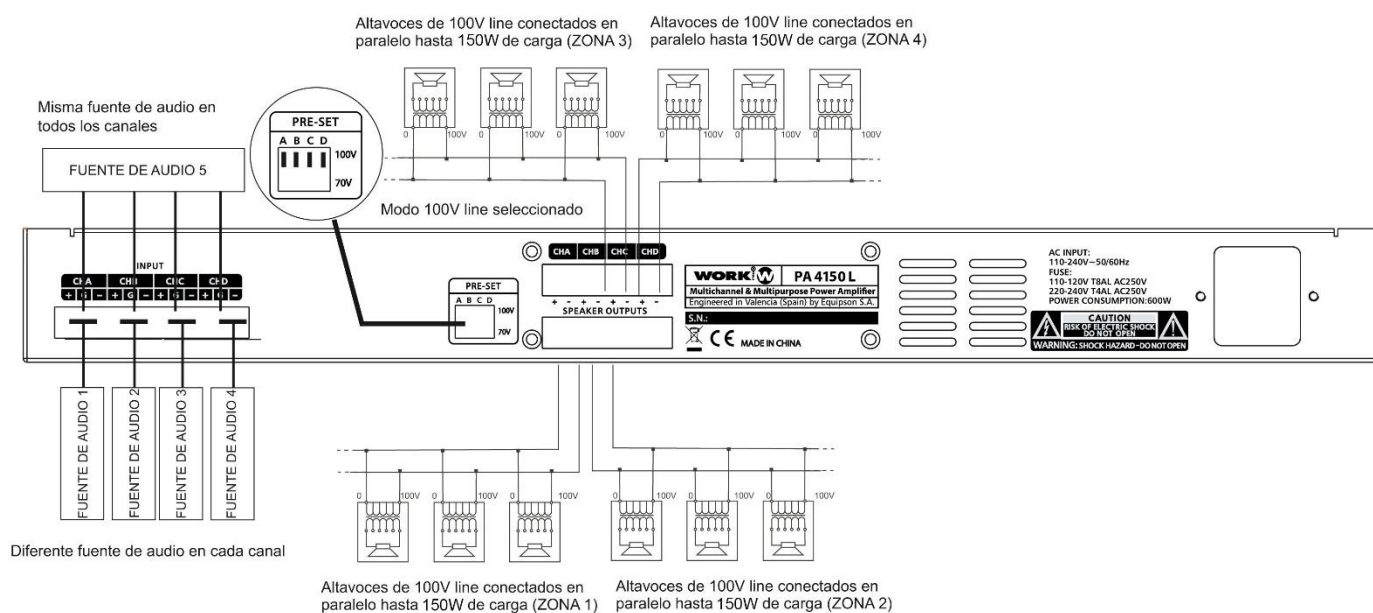 Altavoces de 100V line conectados en
paralelo hasta 150W de carga (ZONA 3)
Altavoces de 100V line conectados en
paralelo hasta 150W de carga (ZONA 4)
0 100V 0 100V 0 100V
0 100V 0 100V 0 100V
Misma fuente de audio en
todos los canales
FUENTE DE AUDIO 5
PRE-SET
A B C D
100V
70V
Modo 100V line seleccionado
INPUT
CHA CHB CHC CHD
+ G - + G - + G - + G -
PRE-SET
A B C D
100V
70V
CHA CHB CHC CHD
+ - + - + - + -
SPEAKER OUTPUTS
WORK PRO W PA 4150 L
Multichannel & Multipurpose Power Amplifier
Engineered in Valencia (Spain) by Equipson S.A.
S.N.:
CE MADE IN CHINA
AC INPUT:
110-240V~50/60Hz
FUSE:
110-120V T8AL AC250V
220-240V T4AL AC250V
POWER CONSUMPTION:600W
CAUTION
RISK OF ELECTRIC SHOCK
DO NOT OPEN
WARNING: SHOCK HAZARD-DO NOT OPEN
FUENTE DE AUDIO 1
FUENTE DE AUDIO 2
FUENTE DE AUDIO 3
FUENTE DE AUDIO 4
Diferente fuente de audio en cada canal
0 100V 0 100V 0 100V
0 100V 0 100V 0 100V
Altavoces de 100V line conectados en
paralelo hasta 150W de carga (ZONA 1)
Altavoces de 100V line conectados en
paralelo hasta 150W de carga (ZONA 2)